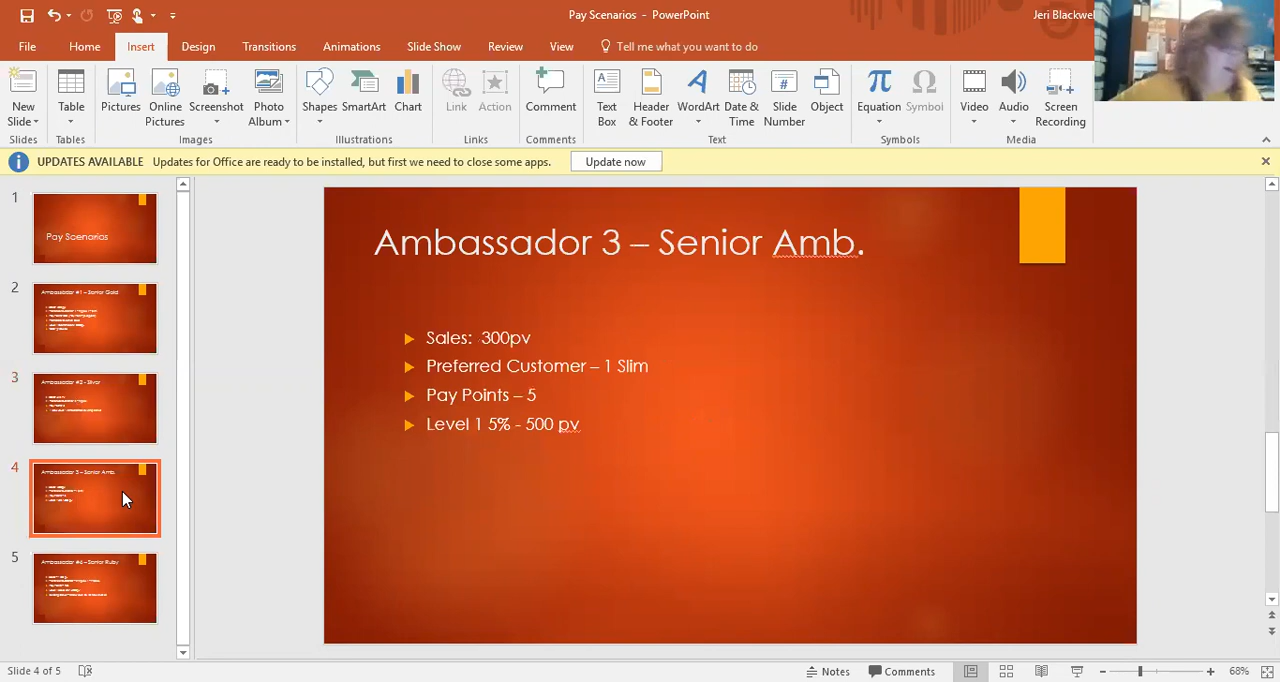 Pay Scenarios - PowerPoint
Jeri Blackwel
File Home Insert Design Transitions Animations Slide Show Review View Tell me what you want to do
New Slide Table Pictures Online Pictures Screenshot Photo Album Shapes SmartArt Chart Link Action Comment Text Box Header & Footer WordArt Date & Time Slide Number Object Equation Symbol Video Audio Screen Recording
Slides Tables Images Illustrations Links Comments Text Symbols Media
UPDATES AVAILABLE Updates for Office are ready to be installed, but first we need to close some apps. Update now
1
Pay Scenarios
2
Ambassador #1 – Senior Gold
3
Ambassador #2 - Silver
4
Ambassador 3 – Senior Amb.
5
Ambassador #4 – Senior Ruby
Ambassador 3 – Senior Amb.
Sales: 300pv
Preferred Customer – 1 Slim
Pay Points – 5
Level 1 5% - 500 pv
Slide 4 of 5
Notes Comments 68%